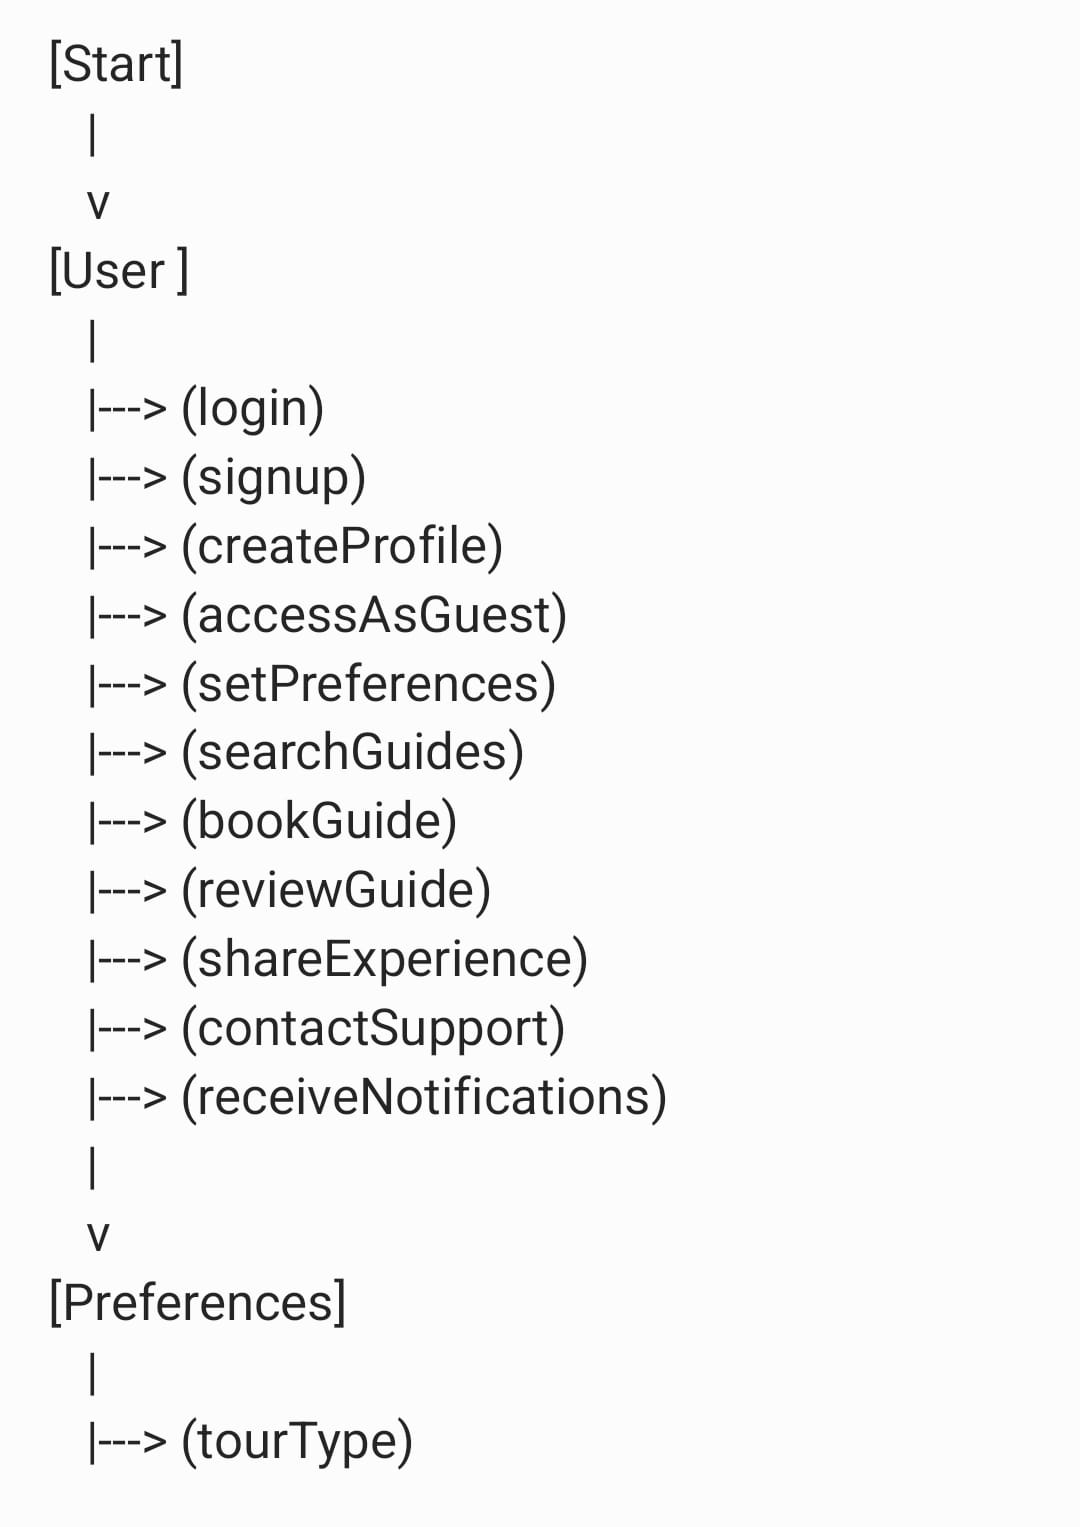 [Start]
|
v
[User ]
|
|---> (login)
|---> (signup)
|---> (createProfile)
|---> (accessAsGuest)
|---> (setPreferences)
|---> (searchGuides)
|---> (bookGuide)
|---> (reviewGuide)
|---> (shareExperience)
|---> (contactSupport)
|---> (receiveNotifications)
|
v
[Preferences]
|
|---> (tourType)